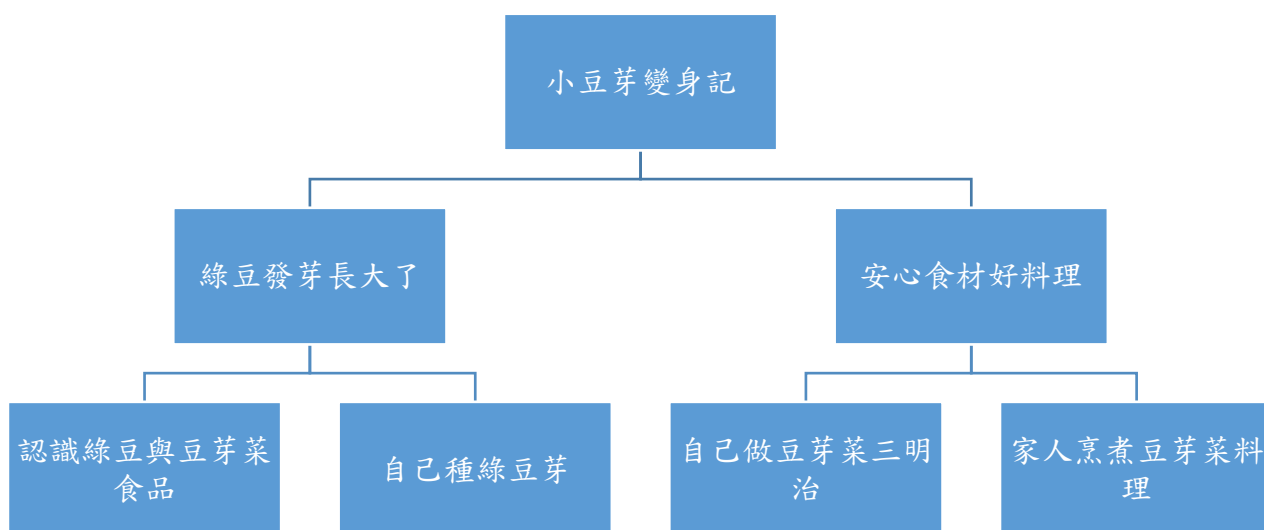 小豆芽變身記
綠豆發芽長大了
安心食材好料理
認識綠豆與豆芽菜
食品
自己種綠豆芽
自己做豆芽菜三明
治
家人烹煮豆芽菜料
理